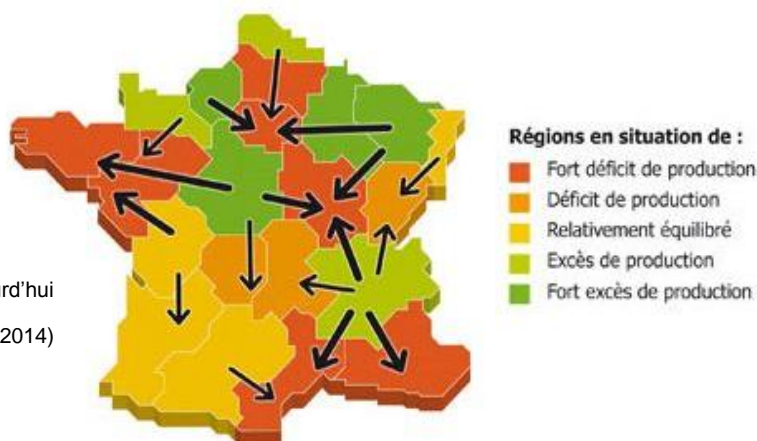 Régions en situation de :
Fort déficit de production
Déficit de production
Relativement équilibré
Excès de production
Fort excès de production
rd'hui
2014)